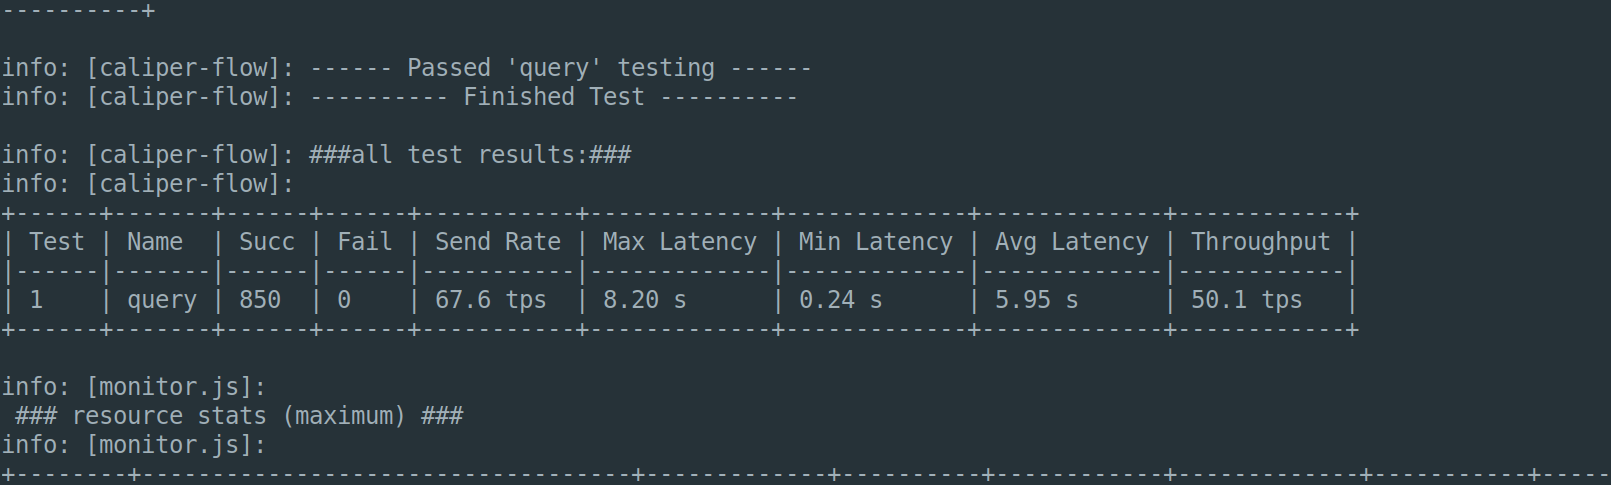 ----------+
info: [caliper-flow]: ------ Passed 'query' testing ------
info: [caliper-flow]: ---------- Finished Test ----------
info: [caliper-flow]: ###all test results:###
info: [caliper-flow]:
+------+-------+------+------+-----------+-------------+-------------+-------------+------------+
| Test | Name  | Succ | Fail | Send Rate | Max Latency | Min Latency | Avg Latency | Throughput |
|------|-------|------|------|-----------|-------------|-------------|-------------|------------|
| 1    | query | 850  | 0    | 67.6 tps  | 8.20 s      | 0.24 s      | 5.95 s      | 50.1 tps   |
+------+-------+------+------+-----------+-------------+-------------+-------------+------------+
info: [monitor.js]:
 ### resource stats (maximum) ###
info: [monitor.js]:
+--------+-----------------------------------+-------------+----------+------------+-------------+-----------+-----